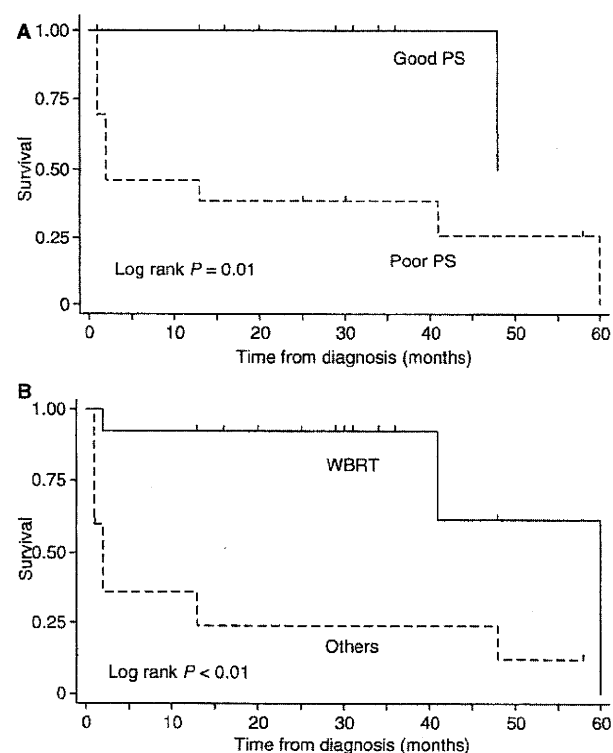 A
1.00
Good PS
0.75
0.50
Survival
0.25
Log rank P = 0.01
Poor PS
0
0 10 20 30 40 50 60
Time from diagnosis (months)
B
1.00
WBRT
0.75
0.50
Survival
0.25
Others
Log rank P < 0.01
0
0 10 20 30 40 50 60
Time from diagnosis (months)